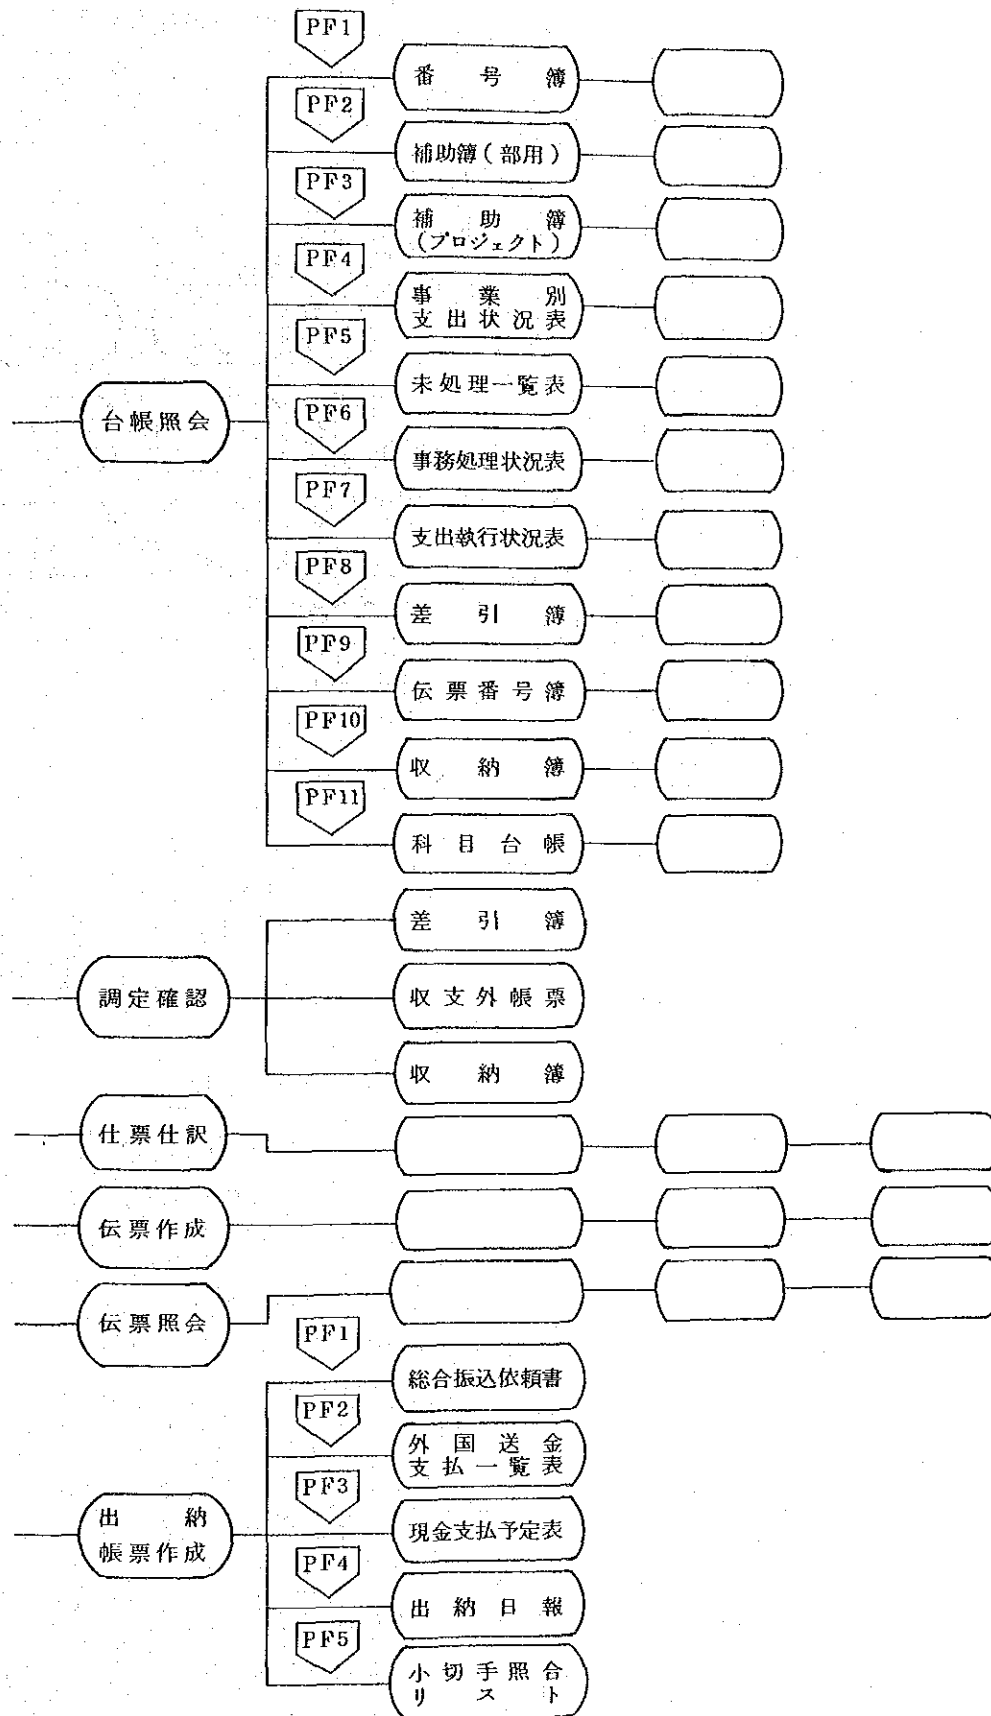 PF1
番号簿
PF2
補助簿(部用)
PF3
補助簿
(プロジェクト)
PF4
事業別
支出状況表
PF5
未処理一覧表
台帳照会
PF6
事務処理状況表
PF7
支出執行状況表
PF8
差引簿
PF9
伝票番号簿
PF10
収納簿
PF11
科目台帳
差引簿
調定確認
収支外帳票
収納簿
仕票仕訳
伝票作成
伝票照会
PF1
総合振込依頼書
PF2
外国送金
支払一覧表
PF3
出納
帳票作成
現金支払予定表
PF4
出納日報
PF5
小切手照合
リスト